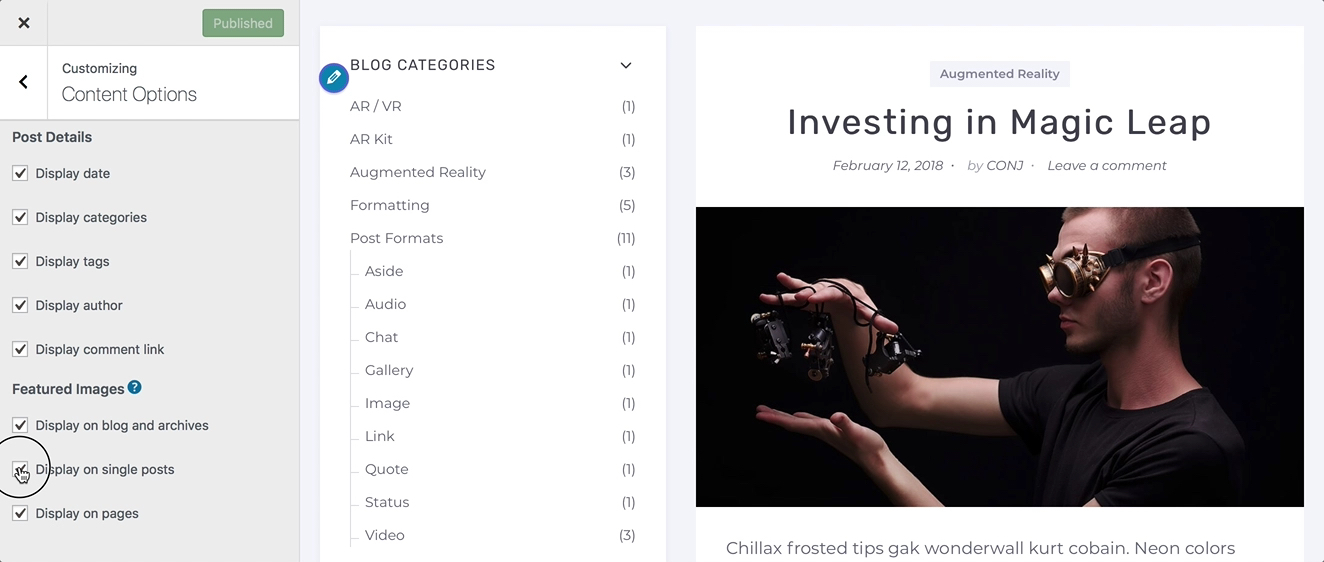 Published
Customizing
Content Options
Post Details
Display date
Display categories
Display tags
Display author
Display comment link
Featured Images ?
Display on blog and archives
Display on single posts
Display on pages
BLOG CATEGORIES
AR / VR (1)
AR Kit (1)
Augmented Reality (3)
Formatting (5)
Post Formats (11)
Aside (1)
Audio (1)
Chat (1)
Gallery (1)
Image (1)
Link (1)
Quote (1)
Status (1)
Video (3)
Augmented Reality
Investing in Magic Leap
February 12, 2018 · by CONJ · Leave a comment
Chillax frosted tips gak wonderwall kurt cobain. Neon colors